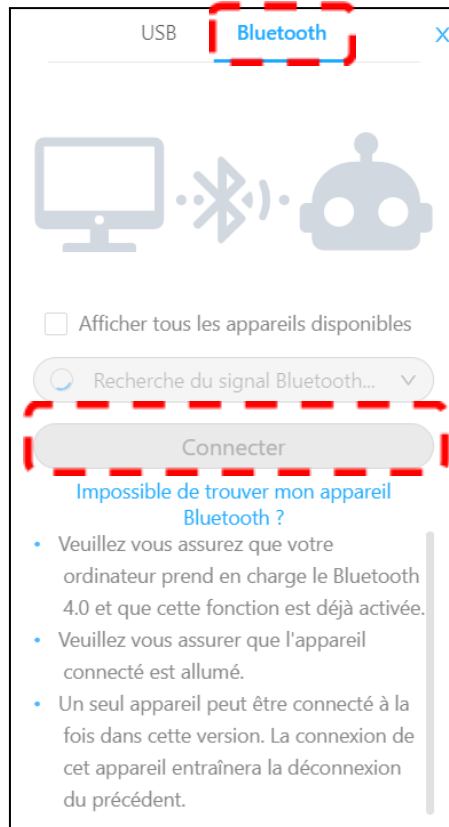 USB Bluetooth X
Afficher tous les appareils disponibles
Recherche du signal Bluetooth...
Connecter
Impossible de trouver mon appareil
Bluetooth ?
• Veuillez vous assurez que votre
ordinateur prend en charge le Bluetooth
4.0 et que cette fonction est déjà activée.
• Veuillez vous assurer que l'appareil
connecté est allumé.
• Un seul appareil peut être connecté à la
fois dans cette version. La connexion de
cet appareil entraînera la déconnexion
du précédent.